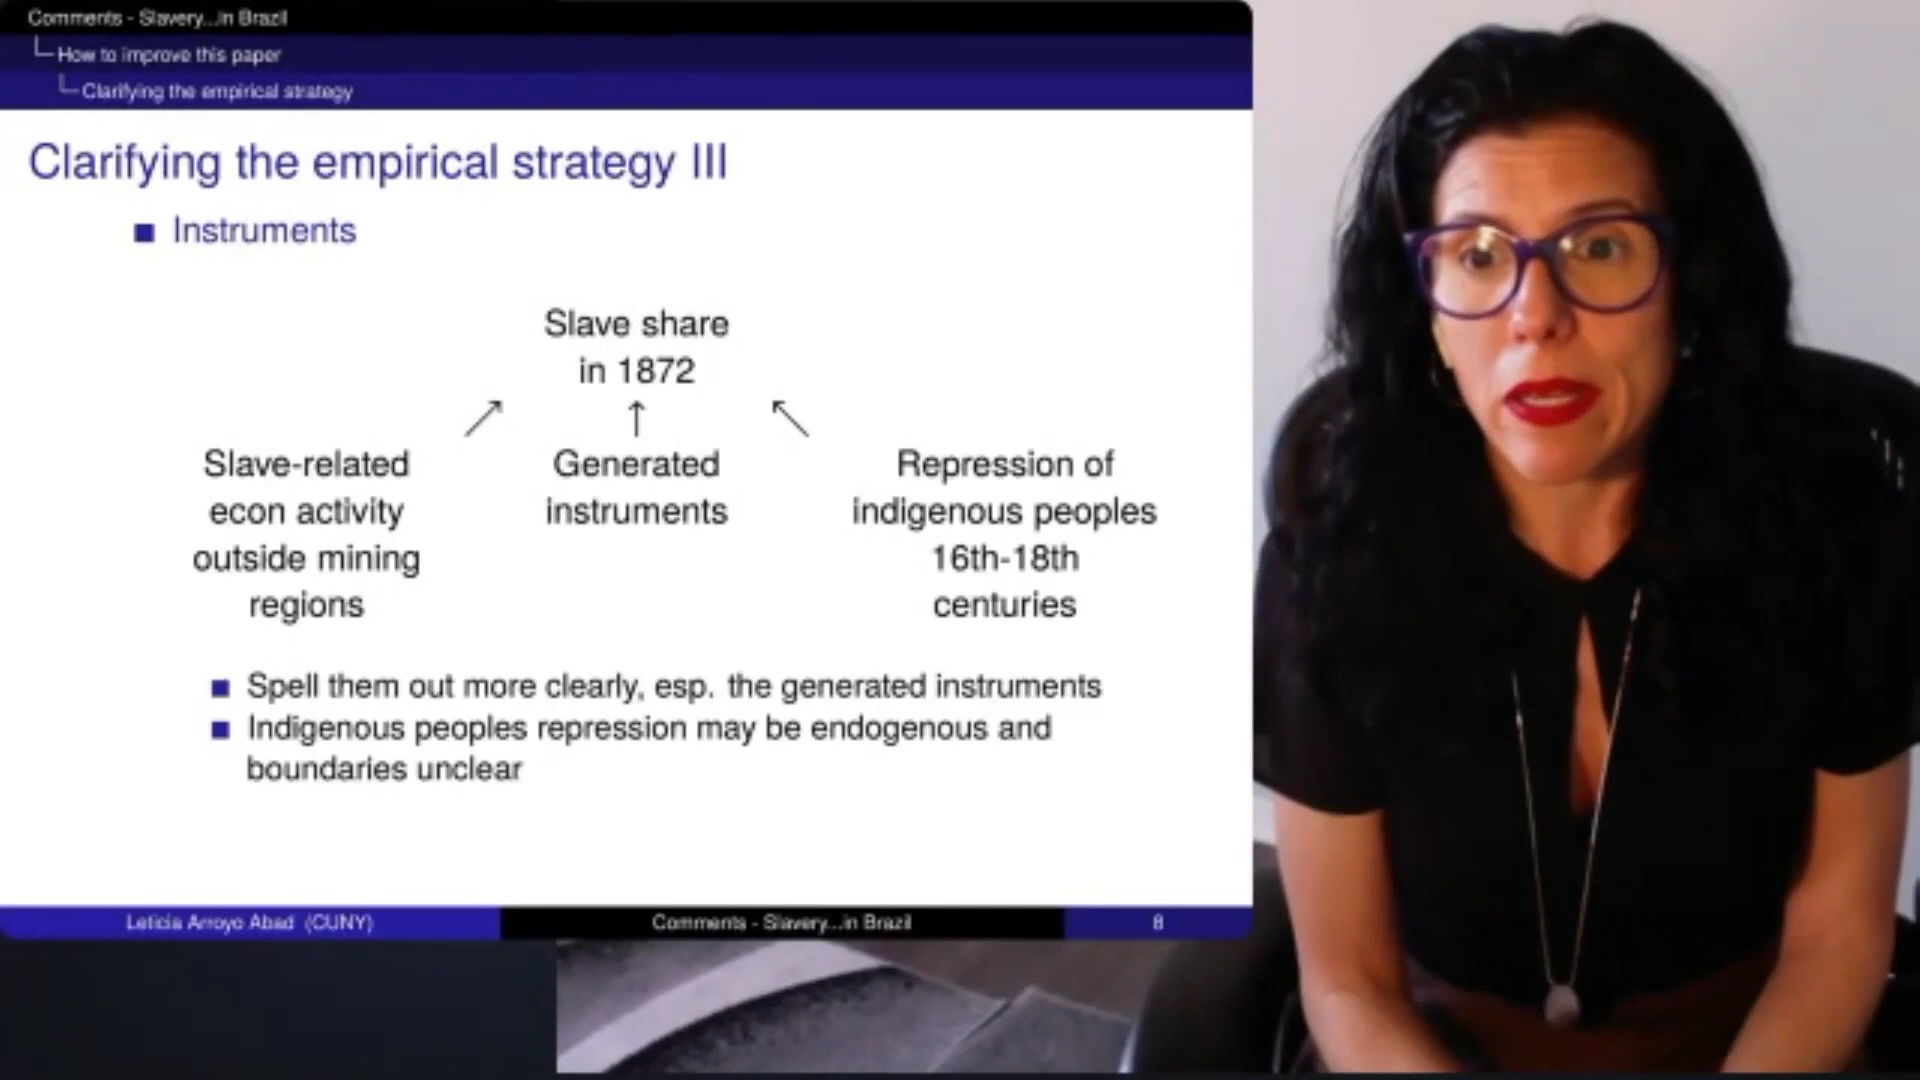 Comments - Slavery...in Brazil
How to improve this paper
Clarifying the empirical strategy
Clarifying the empirical strategy III
Instruments
Slave share
in 1872
Slave-related
econ activity
outside mining
regions
Generated
instruments
Repression of
indigenous peoples
16th-18th
centuries
Spell them out more clearly, esp. the generated instruments
Indigenous peoples repression may be endogenous and
boundaries unclear
Leticia Arroyo Abad (CUNY)
Comments - Slavery...in Brazil
8